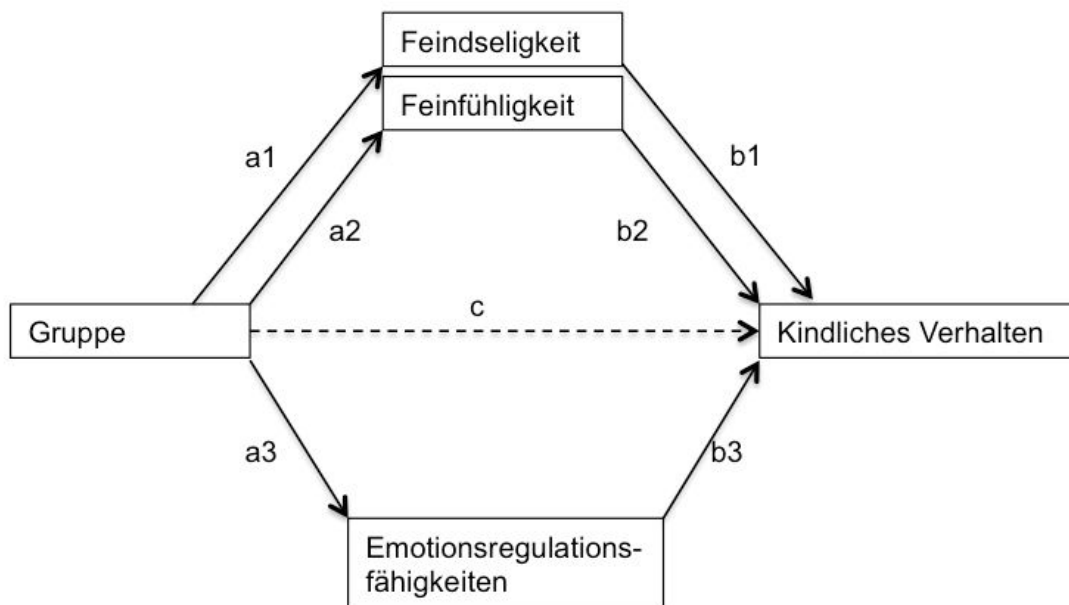 Feindseligkeit
Feinfühligkeit
a1
b1
a2
b2
c
Gruppe
Kindliches Verhalten
a3
b3
Emotionsregulations-
fähigkeiten